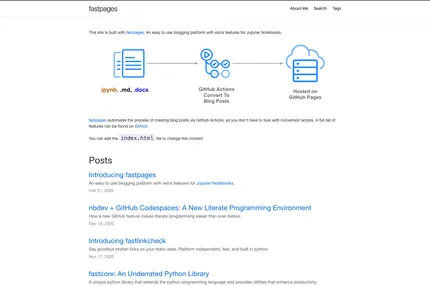 fastpages
About Me Search Tags
This site is built with fastpages. An easy to use blogging platform with extra features for Jupyter Notebooks.
.ipynb, .md, .docx
GitHub Actions
Convert To
Blog Posts
Hosted on
GitHub Pages
fastpages automates the process of creating blog posts via GitHub Actions, so you don't have to fuss with conversion scripts. A full list of
features can be found on GitHub.
You can edit the index.html file to change this content.
Posts
Introducing fastpages
An easy to use blogging platform with extra features for Jupyter Notebooks.
Feb 21, 2020
nbdev + GitHub Codespaces: A New Literate Programming Environment
How a new GitHub feature makes literate programming easier than ever before.
2020
Introducing fastlinkcheck
Say goodbye broken links on your static sites. Platform independent, fast, and built in python.
Nov 17, 2020
fastcore: An Underrated Python Library
A unique python library that extends the python programming language and provides utilities that enhance productivity.